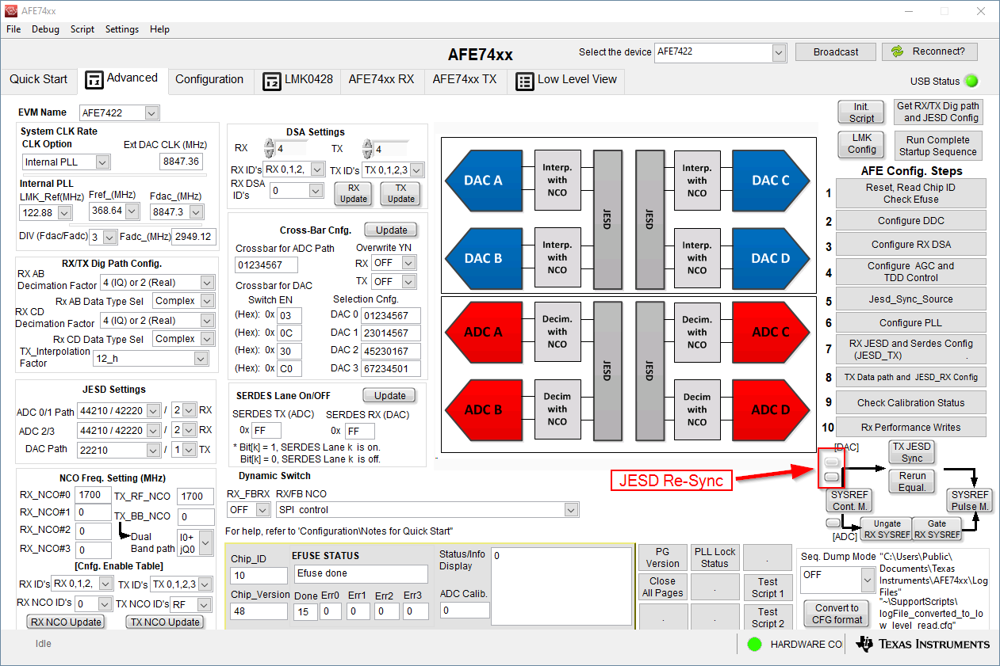 AFE74xx
File Debug Script Settings Help
AFE74xx
Select the device AFE7422
Broadcast
Reconnect?
Quick Start
Advanced
Configuration
LMK0428
AFE74xx RX
AFE74xx TX
Low Level View
USB Status
EVM Name AFE7422
System CLK Rate
CLK Option
Ext DAC CLK (MHz)
Internal PLL
8847.36
Internal PLL
LMK_Ref(MHz) Fref_(MHz) Fdac_(MHz)
122.88 368.64 8847.3
DIV (Fdac/Fadc) 3 Fadc_(MHz) 2949.12
RX/TX Dig Path Config.
RX AB
Decimation Factor 4 (IQ) or 2 (Real)
Rx AB Data Type Sel Complex
RX CD
Decimation Factor 4 (IQ) or 2 (Real)
Rx CD Data Type Sel Complex
TX_Interpolation
Factor 12_h
JESD Settings
ADC 0/1 Path 44210 / 42220 / 2 RX
ADC 2/3 44210 / 42220 / 2 RX
DAC Path 22210 / 1 TX
NCO Freq. Setting (MHz)
RX_NCO#0 1700 TX_RF_NCO 1700
RX_NCO#1 0 TX_BB_NCO 0
RX_NCO#2 0
Dual
Band path
I0+
jQ0
RX_NCO#3 0
[Cnfg. Enable Table]
RX ID's RX 0,1,2, TX ID's TX 0,1,2,3
RX NCO ID's 0 TX NCO ID's RF
RX NCO Update
TX NCO Update
DSA Settings
RX 4 TX 4
RX ID's RX 0,1,2, TX ID's TX 0,1,2,3
RX DSA
ID's 0
RX
Update
TX
Update
Cross-Bar Cnfg. Update
Crossbar for ADC Path
Overwrite YN
01234567
RX OFF
Crossbar for DAC
TX OFF
Switch EN Selection Cnfg.
(Hex): 0x 03 DAC 0 01234567
(Hex): 0x 0C DAC 1 23014567
(Hex): 0x 30 DAC 2 45230167
(Hex): 0x C0 DAC 3 67234501
SERDES Lane On/OFF Update
SERDES TX (ADC) SERDES RX (DAC)
0x FF 0x FF
* Bit[k] = 1, SERDES Lane k is on.
Bit[k] = 0, SERDES Lane k is off.
Dynamic Switch
RX_FBRX RX/FB NCO
OFF SPI control
For help, refer to 'Configuration\Notes for Quick Start"
Chip_ID
10
Chip_Version
48
EFUSE STATUS
Efuse done
Done Err0 Err1 Err2 Err3
15 0 0 0 0
Status/Info
Display
0
ADC Calib.
0
DAC A
Interp.
with
NCO
JESD
JESD
Interp.
with
NCO
DAC C
DAC B
Interp.
with
NCO
Interp.
with
NCO
DAC D
ADC A
Decim.
with
NCO
JESD
JESD
Decim.
with
NCO
ADC C
ADC B
Decim
with
NCO
Decim
with
NCO
ADC D
JESD Re-Sync
Init.
Script
Get RX/TX Dig path
and JESD Config
LMK
Config
Run Complete
Startup Sequence
AFE Config. Steps
1 Reset, Read Chip ID
Check Efuse
2 Configure DDC
3 Configure RX DSA
4 Configure AGC and
TDD Control
5 Jesd_Sync_Source
6 Configure PLL
7 RX JESD and Serdes Config
(JESD_TX) .
8 TX Data path and JESD_RX Config
9 Check Calibration Status
10 Rx Performance Writes
[DAC]
TX JESD
Sync
Rerun
Equal.
SYSREF
Cont. M.
SYSREF
Pulse M.
[ADC]
Ungate
RX SYSREF
Gate
RX SYSREF
PG
Version
PLL Lock
Status
.
Close
All Pages
.
Test
Script 1
.
.
Test
Script 2
Seq. Dump Mode
OFF
Convert to
CFG format
"C:\Users\Public\
Documents\Texas
Instruments\AFE74xx\Log
Files"
"~\SupportScripts\
logFile_converted_to_lo
w_level_read.cfg"
Idle
HARDWARE CO
TEXAS INSTRUMENTS